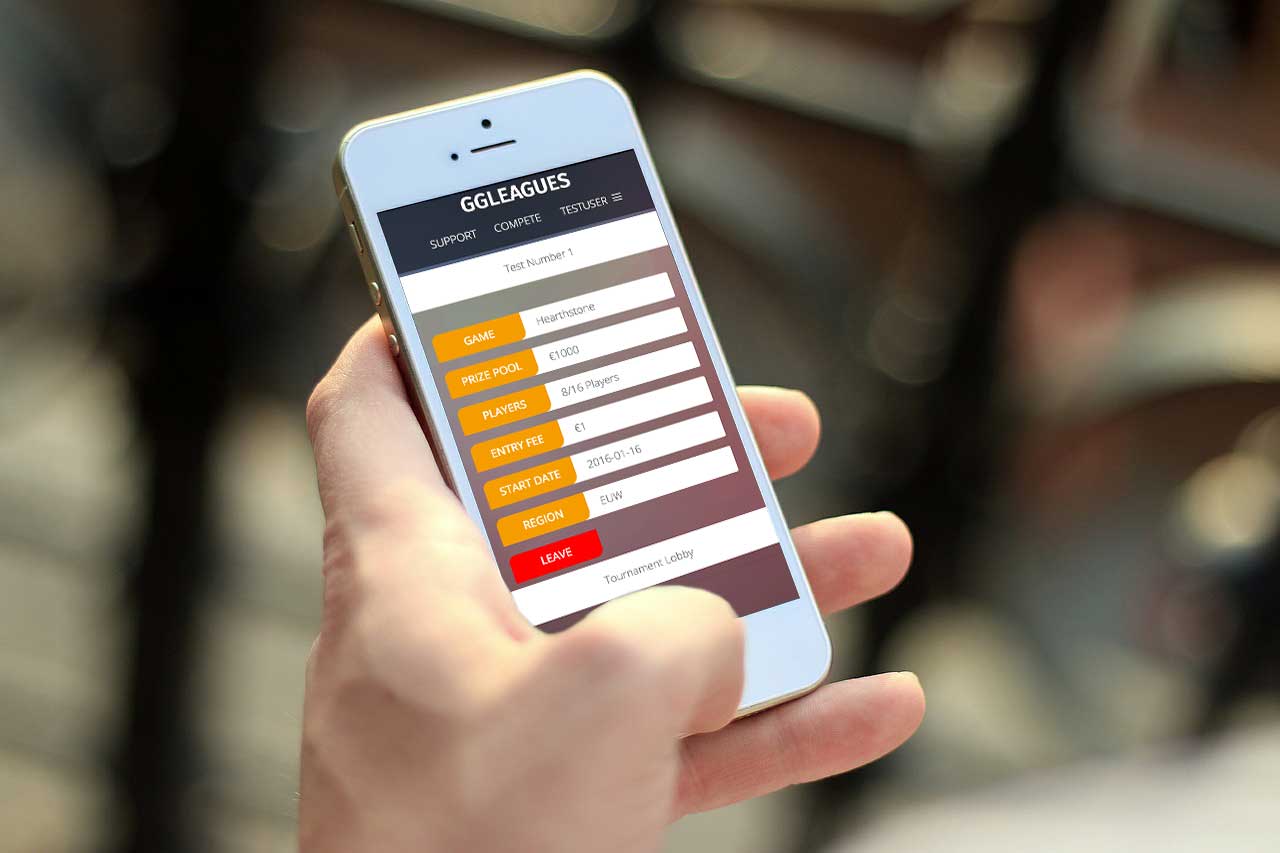 GGLEAGUES
SUPPORT COMPETE TESTUSER
Test Number 1
GAME Hearthstone
PRIZE POOL €1000
PLAYERS 8/16 Players
ENTRY FEE €1
START DATE 2016-01-16
REGION EUW
LEAVE
Tournament Lobby